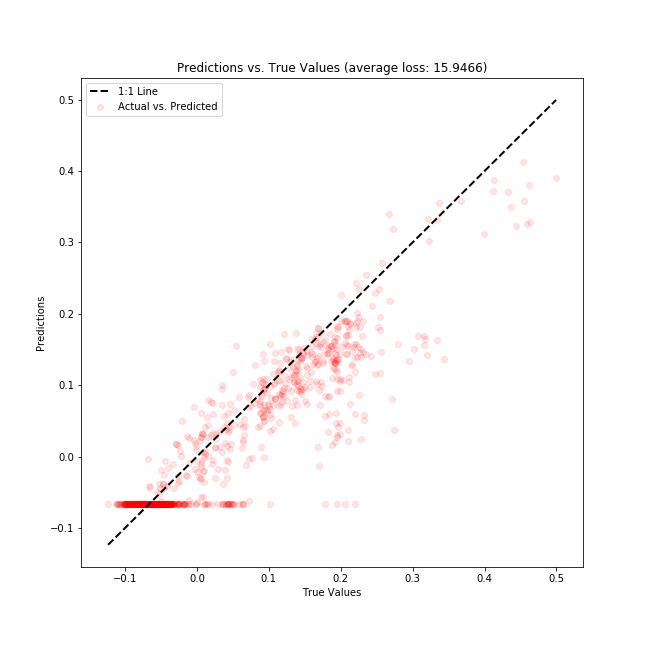 Predictions vs. True Values (average loss: 15.9466)
1:1 Line
Actual vs. Predicted
0.5
0.4
0.3
0.2
0.1
0.0
−0.1
Predictions
−0.1 0.0 0.1 0.2 0.3 0.4 0.5
True Values